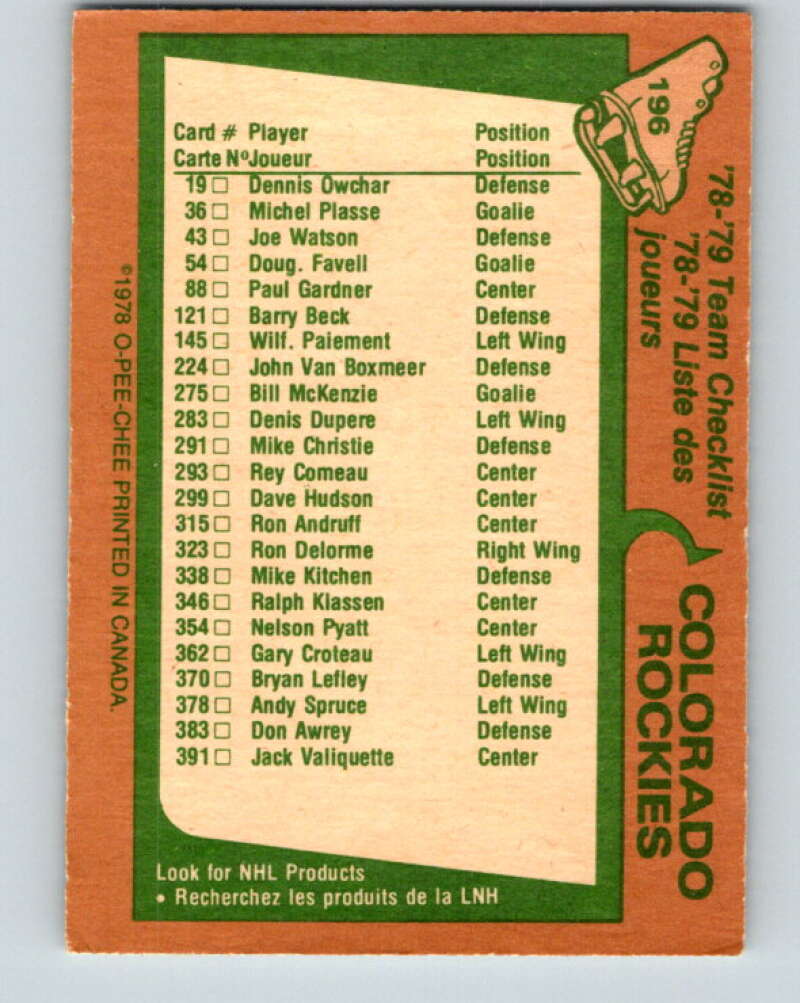 196
'78-'79 Team Checklist
'78-'79 Liste des
joueurs
COLORADO
ROCKIES
Card # Player Position
Carte Nº Joueur Position
19 □ Dennis Owchar Defense
36 □ Michel Plasse Goalie
43 □ Joe Watson Defense
54 □ Doug. Favell Goalie
88 □ Paul Gardner Center
121 □ Barry Beck Defense
145 □ Wilf. Paiement Left Wing
224 □ John Van Boxmeer Defense
275 □ Bill McKenzie Goalie
283 □ Denis Dupere Left Wing
291 □ Mike Christie Defense
293 □ Rey Comeau Center
299 □ Dave Hudson Center
315 □ Ron Andruff Center
323 □ Ron Delorme Right Wing
338 □ Mike Kitchen Defense
346 □ Ralph Klassen Center
354 □ Nelson Pyatt Center
362 □ Gary Croteau Left Wing
370 □ Bryan Lefley Defense
378 □ Andy Spruce Left Wing
383 □ Don Awrey Defense
391 □ Jack Valiquette Center
Look for NHL Products
• Recherchez les produits de la LNH
©1978 O-PEE-CHEE PRINTED IN CANADA.